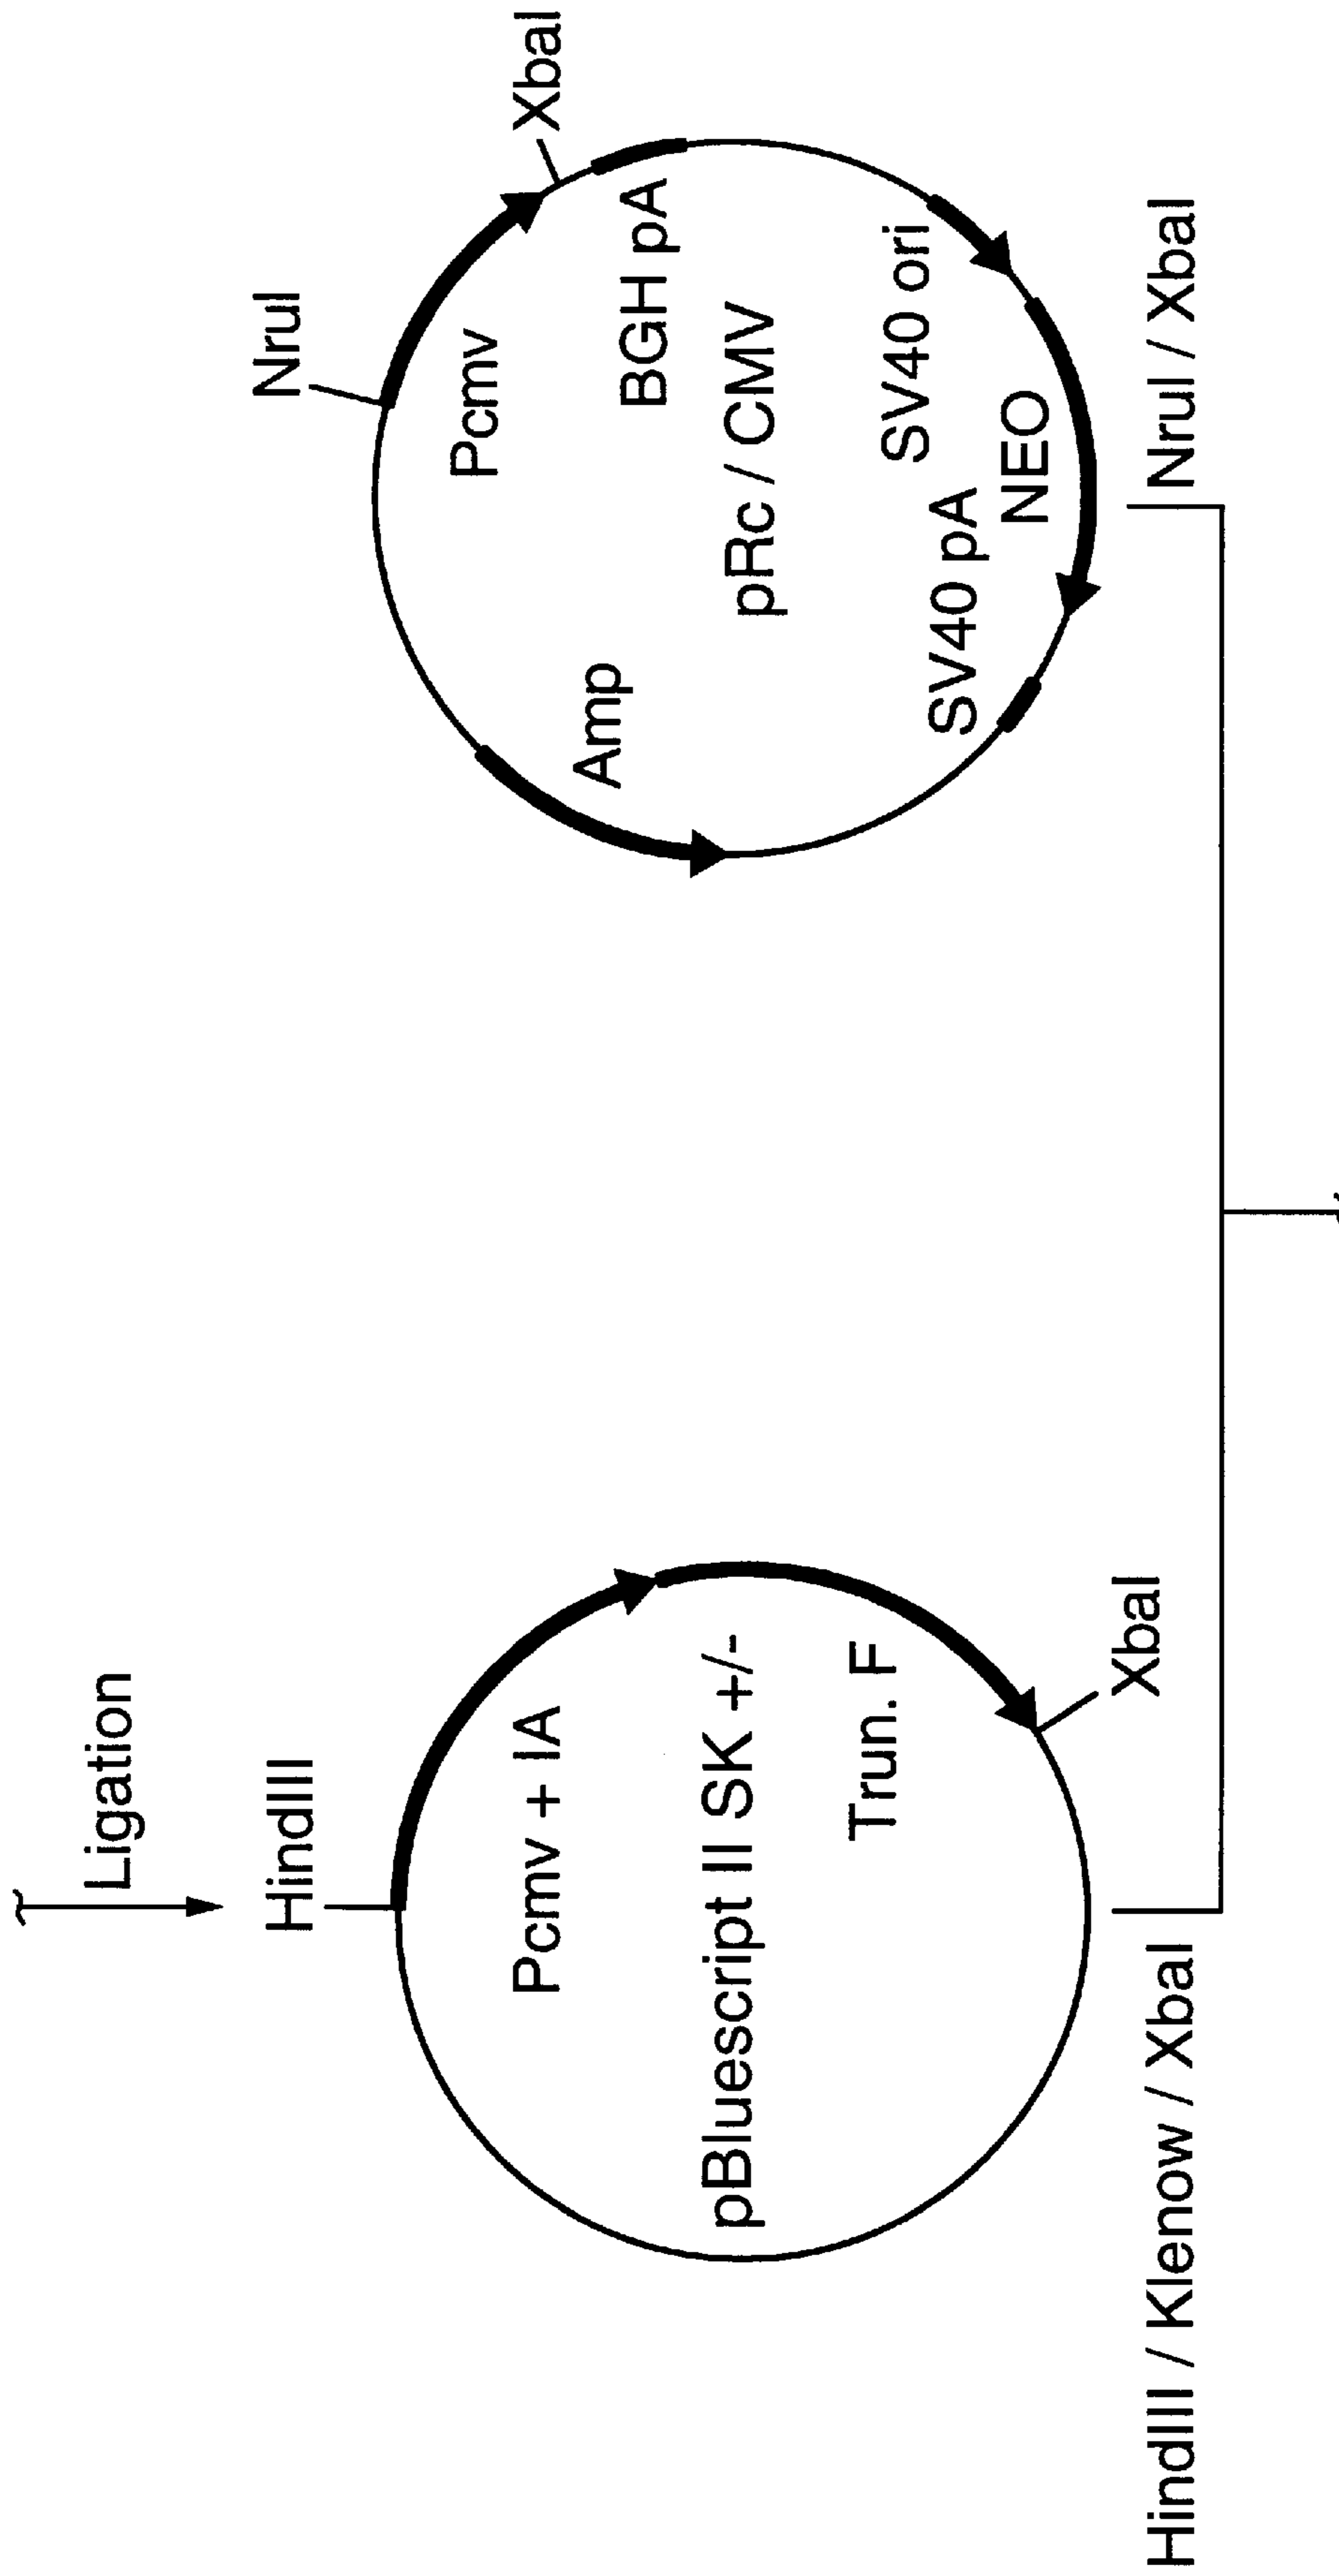 Ligation
HindIII
Pcmv + IA
pBluescript II SK +/-
Trun. F
XbaI
HindIII / Klenow / XbaI
NruI
XbaI
Pcmv
BGH pA
Amp
pRc / CMV
SV40 ori
SV40 pA
NEO
NruI / XbaI